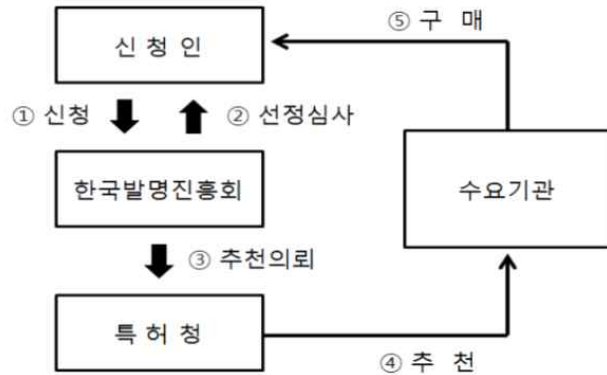 ⑤ 구 매
신 청 인
① 신청
② 선정심사
한국발명진흥회
수요기관
③ 추천의뢰
특 허 청
④ 추 천